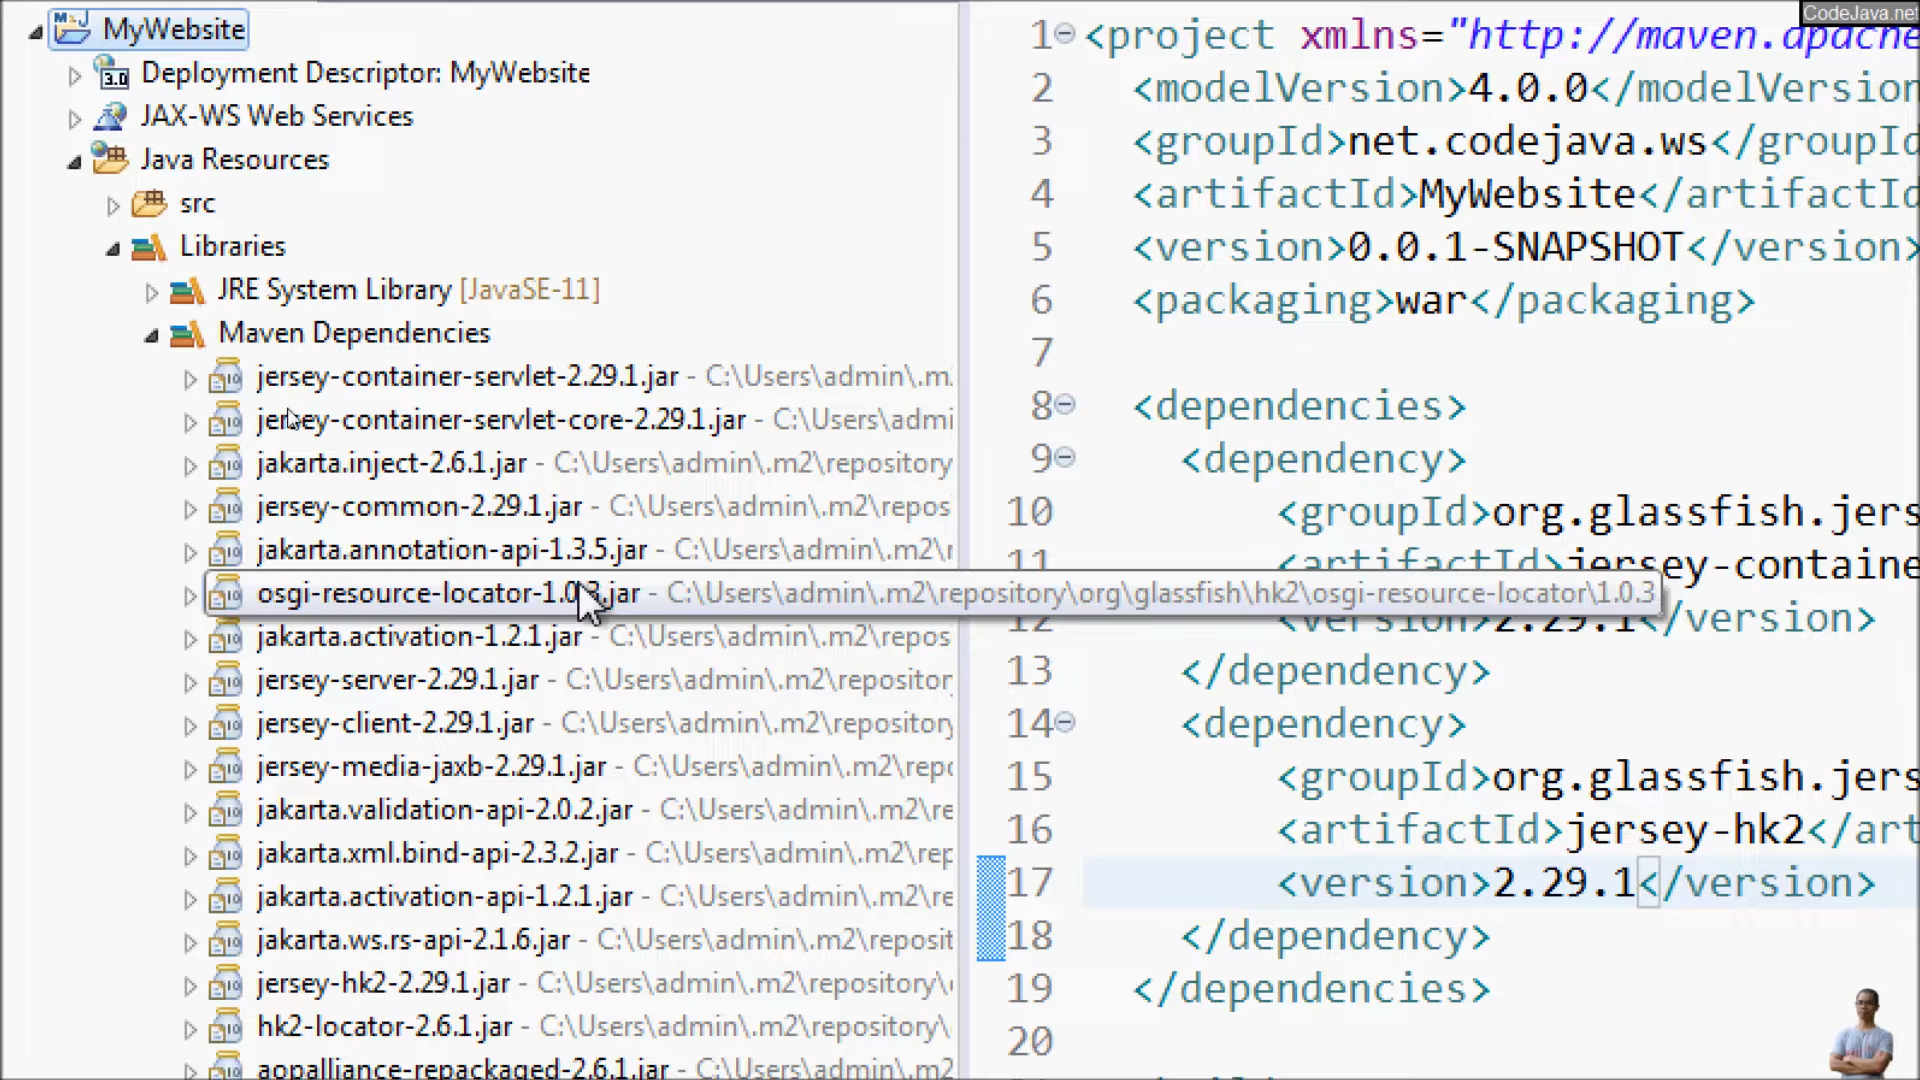 MyWebsite
Deployment Descriptor: MyWebsite
JAX-WS Web Services
Java Resources
src
Libraries
JRE System Library [JavaSE-11]
Maven Dependencies
jersey-container-servlet-2.29.1.jar - C:\Users\admin\.m2
jersey-container-servlet-core-2.29.1.jar - C:\Users\admi
jakarta.inject-2.6.1.jar - C:\Users\admin\.m2\repository
jersey-common-2.29.1.jar - C:\Users\admin\.m2\repos
jakarta.annotation-api-1.3.5.jar - C:\Users\admin\.m2\r
osgi-resource-locator-1.0.3.jar - C:\Users\admin\.m2\repository\org\glassfish\hk2\osgi-resource-locator\1.0.3
jakarta.activation-1.2.1.jar - C:\Users\admin\.m2\repos
jersey-server-2.29.1.jar - C:\Users\admin\.m2\repositor
jersey-client-2.29.1.jar - C:\Users\admin\.m2\repository
jersey-media-jaxb-2.29.1.jar - C:\Users\admin\.m2\repo
jakarta.validation-api-2.0.2.jar - C:\Users\admin\.m2\re
jakarta.xml.bind-api-2.3.2.jar - C:\Users\admin\.m2\rep
jakarta.activation-api-1.2.1.jar - C:\Users\admin\.m2\re
jakarta.ws.rs-api-2.1.6.jar - C:\Users\admin\.m2\reposit
jersey-hk2-2.29.1.jar - C:\Users\admin\.m2\repository\
hk2-locator-2.6.1.jar - C:\Users\admin\.m2\repository\
aopalliance-repackaged-2.6.1.jar - C:\Users\admin\.m2
CodeJava.net
1 <project xmlns="http://maven.apache
2 <modelVersion>4.0.0</modelVersion
3 <groupId>net.codejava.ws</groupId
4 <artifactId>MyWebsite</artifactId
5 <version>0.0.1-SNAPSHOT</version>
6 <packaging>war</packaging>
7
8 <dependencies>
9 <dependency>
10 <groupId>org.glassfish.jers
11 <artifactId>jersey-containe
12 <version>2.29.1</version>
13 </dependency>
14 <dependency>
15 <groupId>org.glassfish.jers
16 <artifactId>jersey-hk2</art
17 <version>2.29.1</version>
18 </dependency>
19 </dependencies>
20